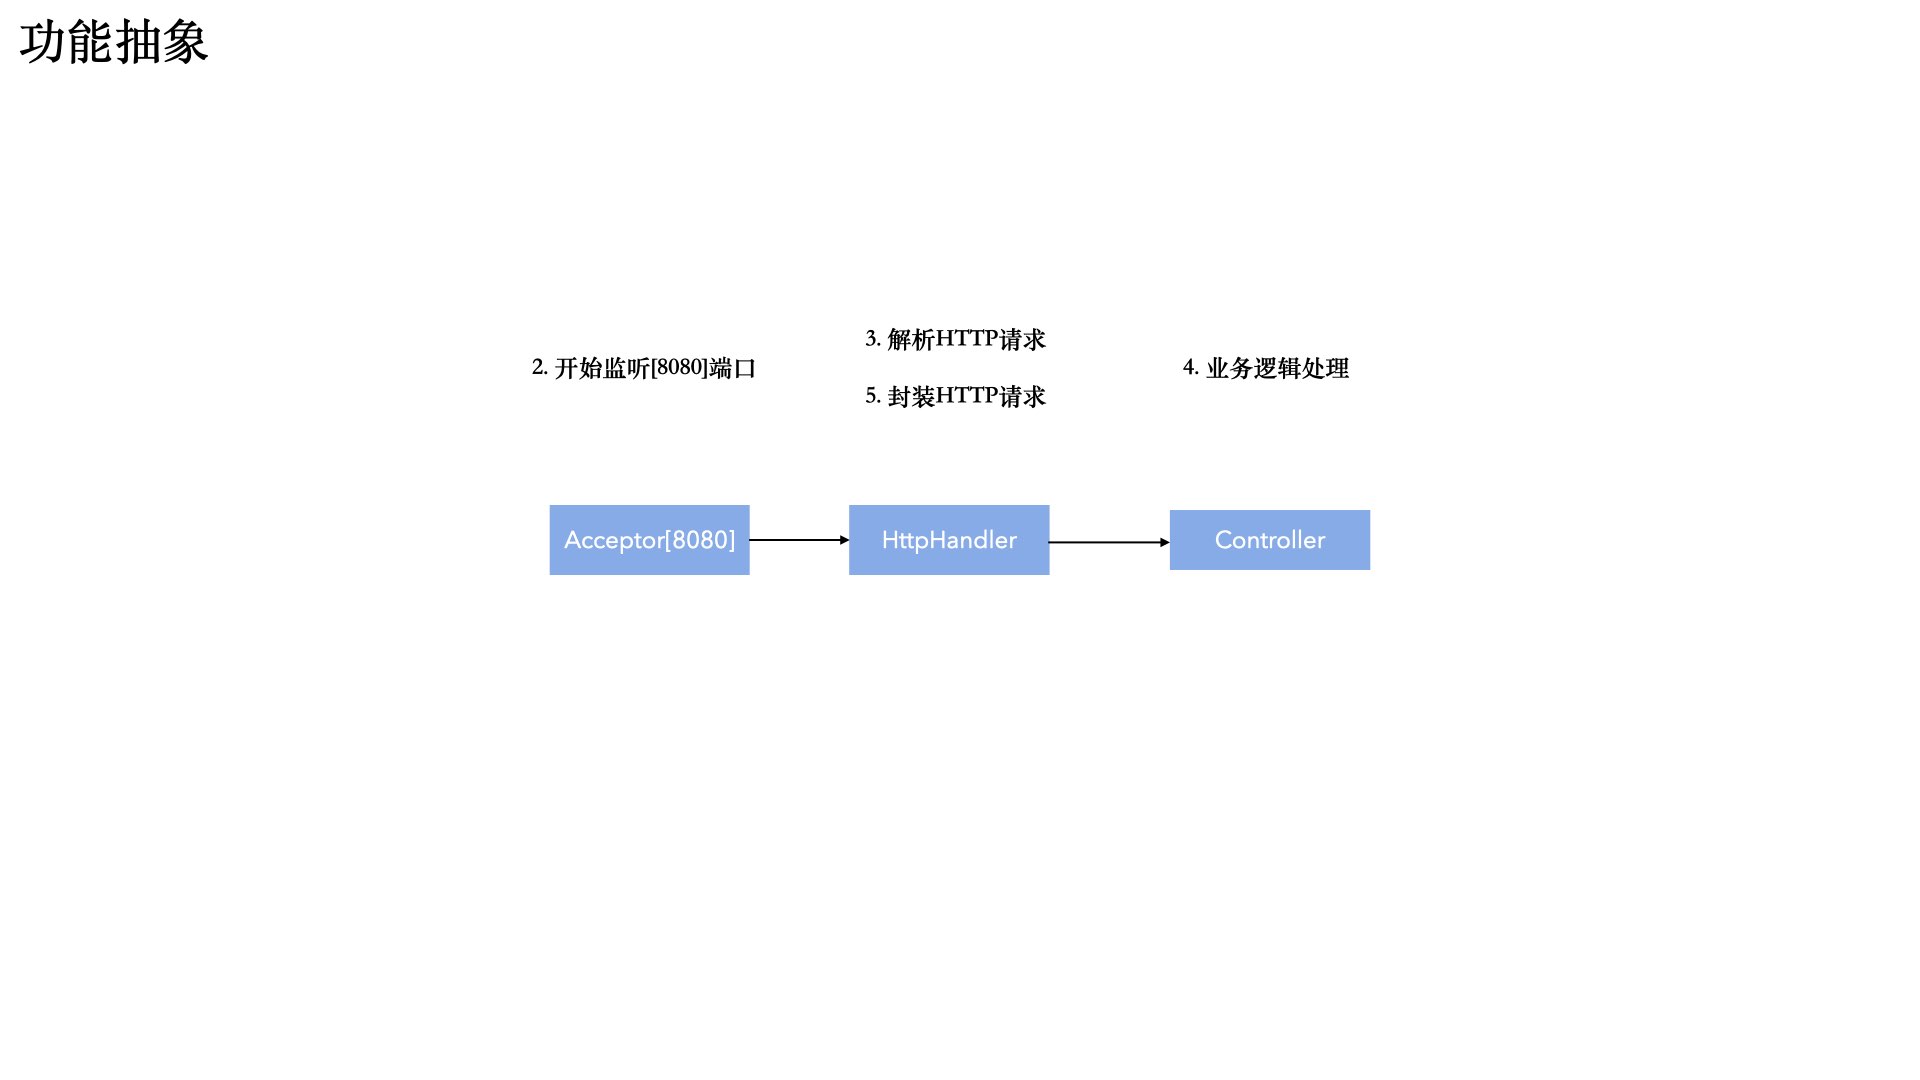 功能抽象
2. 开始监听[8080]端口
3. 解析HTTP请求
5. 封装HTTP请求
4. 业务逻辑处理
Acceptor[8080]
HttpHandler
Controller